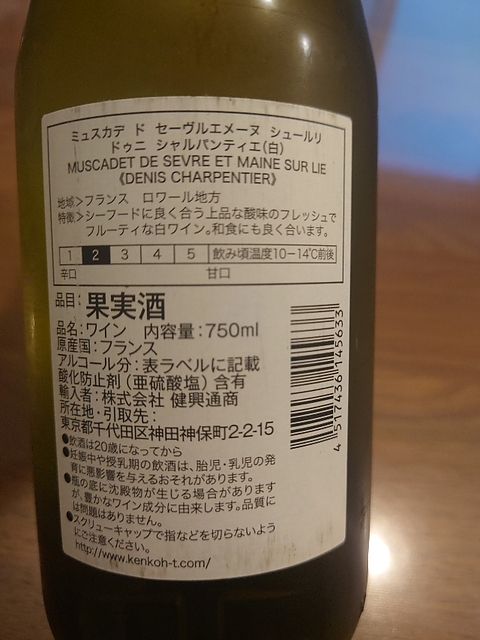 ミュスカデ ド セーヴルエメーヌ シュールリ
ドゥニ シャルパンティエ(白)
MUSCADET DE SEVRE ET MAINE SUR LIE
《DENIS CHARPENTIER》
地域>フランス ロワール地方
特徴>シーフードに良く合う上品な酸味のフレッシュで
フルーティな白ワイン。和食にも良く合います。
1 2 3 4 5 飲み頃温度10−14℃前後
辛口 甘口
品目:果実酒
品名:ワイン 内容量:750ml
原産国:フランス
アルコール分:表ラベルに記載
酸化防止剤(亜硫酸塩)含有
輸入者:株式会社 健興通商
所在地・引取先:
東京都千代田区神田神保町2-2-15
●飲酒は20歳になってから
●妊娠中や授乳期の飲酒は、胎児・乳児の発
育に悪影響を与えるおそれがあります。
●瓶の底に沈殿物が生じる場合があります
が、豊かなワイン成分に由来します。品質に
は問題はありません。
●スクリューキャップで指などを切らないよう
にご注意ください。
http://www.kenkoh-t.com/
4 517436 145633